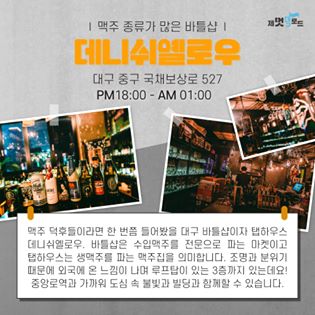 제멋로드
| 맥주 종류가 많은 바틀샵 |
데니쉬옐로우
대구 중구 국채보상로 527
PM18:00 - AM 01:00
맥주 덕후들이라면 한 번쯤 들어봤을 대구 바틀샵이자 탭하우스
데니쉬옐로우. 바틀샵은 수입맥주를 전문으로 파는 마켓이고
탭하우스는 생맥주를 파는 맥주집을 의미합니다. 조명과 분위기
때문에 외국에 온 느낌이 나며 루프탑이 있는 3층까지 있는데요!
중앙로역과 가까워 도심 속 불빛과 빌딩과 함께할 수 있습니다.